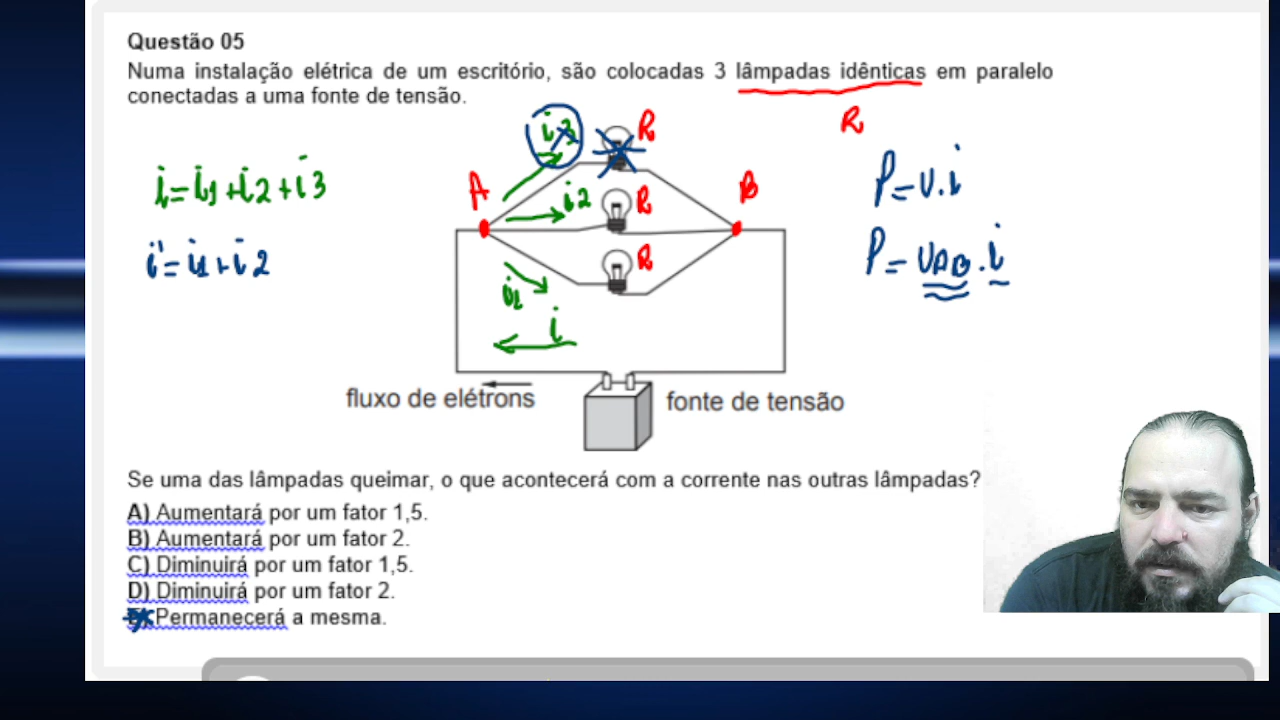 Questão 05
Numa instalação elétrica de um escritório, são colocadas 3 lâmpadas idênticas em paralelo
conectadas a uma fonte de tensão.
R
i3
R
i = i1 + i2 + i3
A
i2
R
B
P = U.i
i' = i1 + i2
R
P = UAB.i
i1
i
fluxo de elétrons
fonte de tensão
Se uma das lâmpadas queimar, o que acontecerá com a corrente nas outras lâmpadas?
A) Aumentará por um fator 1,5.
B) Aumentará por um fator 2.
C) Diminuirá por um fator 1,5.
D) Diminuirá por um fator 2.
E) Permanecerá a mesma.